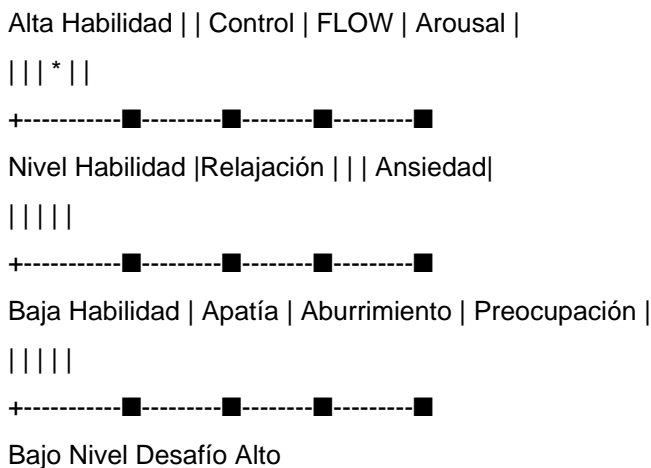 Alta Habilidad | | Control | FLOW | Arousal |
| | | * | |
+-----------■---------■--------■---------■
Nivel Habilidad |Relajación | | | Ansiedad|
| | | | |
+-----------■---------■--------■---------■
Baja Habilidad | Apatía | Aburrimiento | Preocupación |
| | | | |
+-----------■---------■--------■---------■
Bajo Nivel Desafío Alto